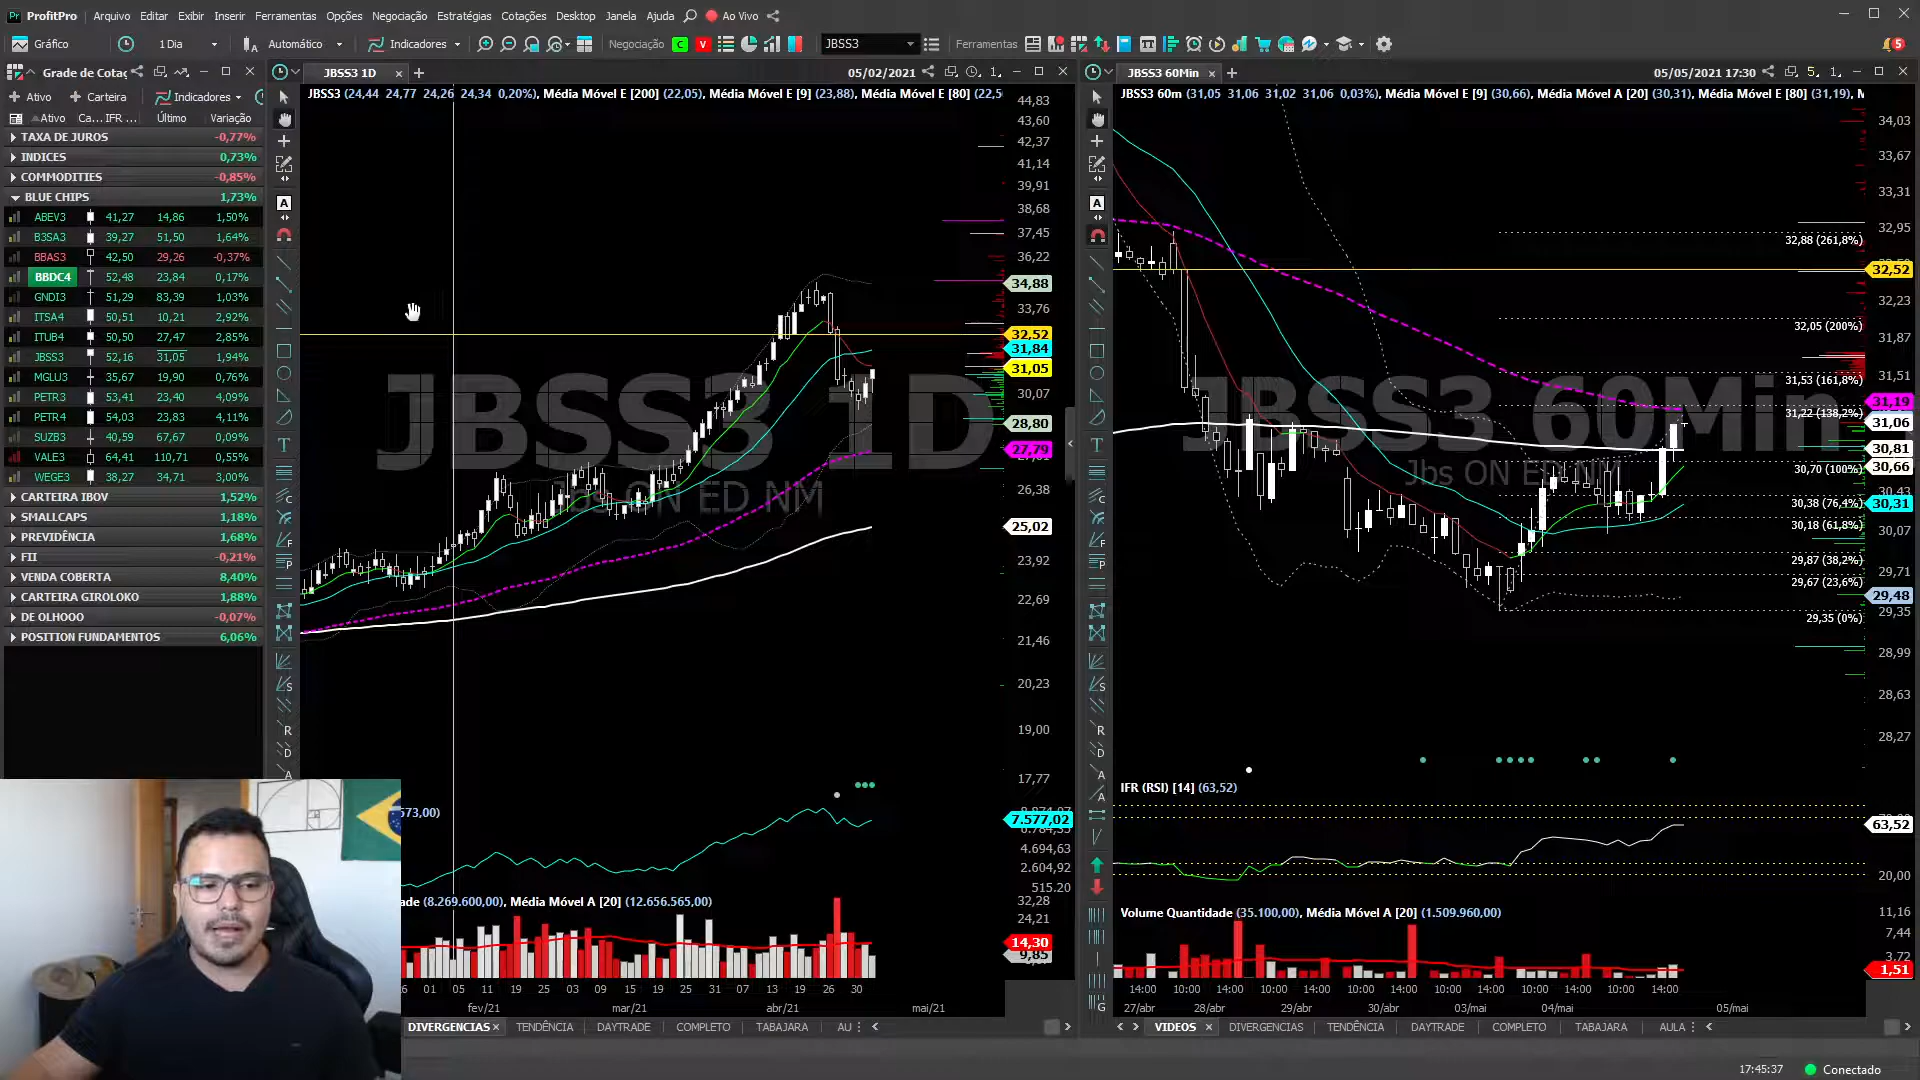 ProfitPro Arquivo Editar Exibir Inserir Ferramentas Opções Negociação Estratégias Cotações Desktop Janela Ajuda Ao Vivo
Gráfico 1 Dia Automático Indicadores Negociação C V JBSS3 Ferramentas 5
Grade de Cotaç
Ativo Carteira Indicadores
Ativo Ca... IFR ... Último Variação
TAXA DE JUROS -0,77%
INDICES 0,73%
COMMODITIES -0,85%
BLUE CHIPS 1,73%
ABEV3 41,27 14,86 1,50%
B3SA3 39,27 51,50 1,64%
BBAS3 42,50 29,26 -0,37%
BBDC4 52,48 23,84 0,17%
GNDI3 51,29 83,39 1,03%
ITSA4 50,51 10,21 2,92%
ITUB4 50,50 27,47 2,85%
JBSS3 52,16 31,05 1,94%
MGLU3 35,67 19,90 0,76%
PETR3 53,41 23,40 4,09%
PETR4 54,03 23,83 4,11%
SUZB3 40,59 67,67 0,09%
VALE3 64,41 110,71 0,55%
WEGE3 38,27 34,71 3,00%
CARTEIRA IBOV 1,52%
SMALLCAPS 1,18%
PREVIDÊNCIA 1,68%
FII -0,21%
VENDA COBERTA 8,40%
CARTEIRA GIROLOKO 1,88%
DE OLHOOO -0,07%
POSITION FUNDAMENTOS 6,06%
JBSS3 1D 05/02/2021
JBSS3 (24,44 24,77 24,26 24,34 0,20%), Média Móvel E [200] (22,05), Média Móvel E [9] (23,88), Média Móvel E [80] (22,5
JBSS3 1D
Jbs ON ED NM
44,83
43,60
42,37
41,14
39,91
38,68
37,45
36,22
34,88
33,76
32,52
31,84
31,05
30,07
28,80
27,79
26,38
25,02
23,92
22,69
21,46
20,23
19,00
17,77
573,00)
7.577,02
4.694,63
2.604,92
515.20
ade (8.269.600,00), Média Móvel A [20] (12.656.565,00)
32,28
24,21
14,30
9,85
6 01 05 11 19 25 03 09 15 19 25 31 07 13 19 26 30
fev/21 mar/21 abr/21 mai/21
DIVERGENCIAS TENDÊNCIA DAYTRADE COMPLETO TABAJARA AU
JBSS3 60Min 05/05/2021 17:30
JBSS3 60m (31,05 31,06 31,02 31,06 0,03%), Média Móvel E [9] (30,66), Média Móvel A [20] (30,31), Média Móvel E [80] (31,19), M
JBSS3 60Min
Jbs ON ED NM
32,88 (261,8%)
32,05 (200%)
31,53 (161,8%)
31,22 (138,2%)
30,70 (100%)
30,38 (76,4%)
30,18 (61,8%)
29,87 (38,2%)
29,67 (23,6%)
29,35 (0%)
34,03
33,67
33,31
32,95
32,52
32,23
31,87
31,51
31,19
31,06
30,81
30,66
30,43
30,31
30,07
29,71
29,48
29,35
28,99
28,63
28,27
IFR (RSI) [14] (63,52)
63,52
20,00
Volume Quantidade (35.100,00), Média Móvel A [20] (1.509.960,00)
11,16
7,44
3,72
1,51
14:00 10:00 14:00 10:00 14:00 10:00 14:00 10:00 14:00 10:00 14:00 10:00 14:00
27/abr 28/abr 29/abr 30/abr 03/mai 04/mai 05/mai
VIDEOS DIVERGENCIAS TENDÊNCIA DAYTRADE COMPLETO TABAJARA AULA
17:45:37 Conectado